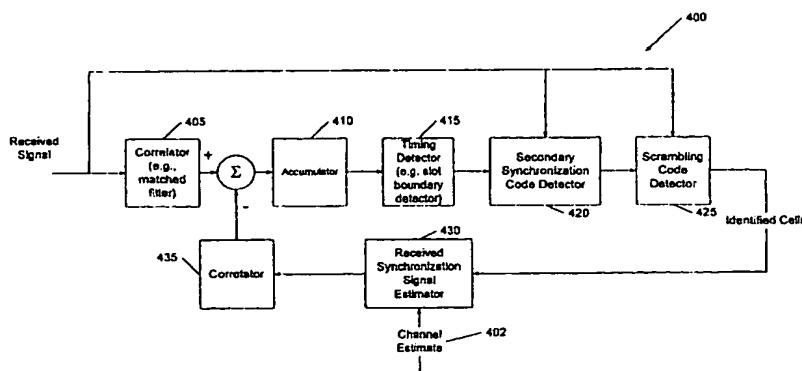 400
Received
Signal
405
Correlator
(e.g.,
matched
filter)
+
Σ
-
410
Accumulator
415
Timing
Detector
(e.g. slot
boundary
detector)
Secondary
Synchronization
Code Detector
420
Scrambling
Code
Detector
425
Identified Cells
435
Correlator
430
Received
Synchronization
Signal
Estimator
Channel
Estimate
402